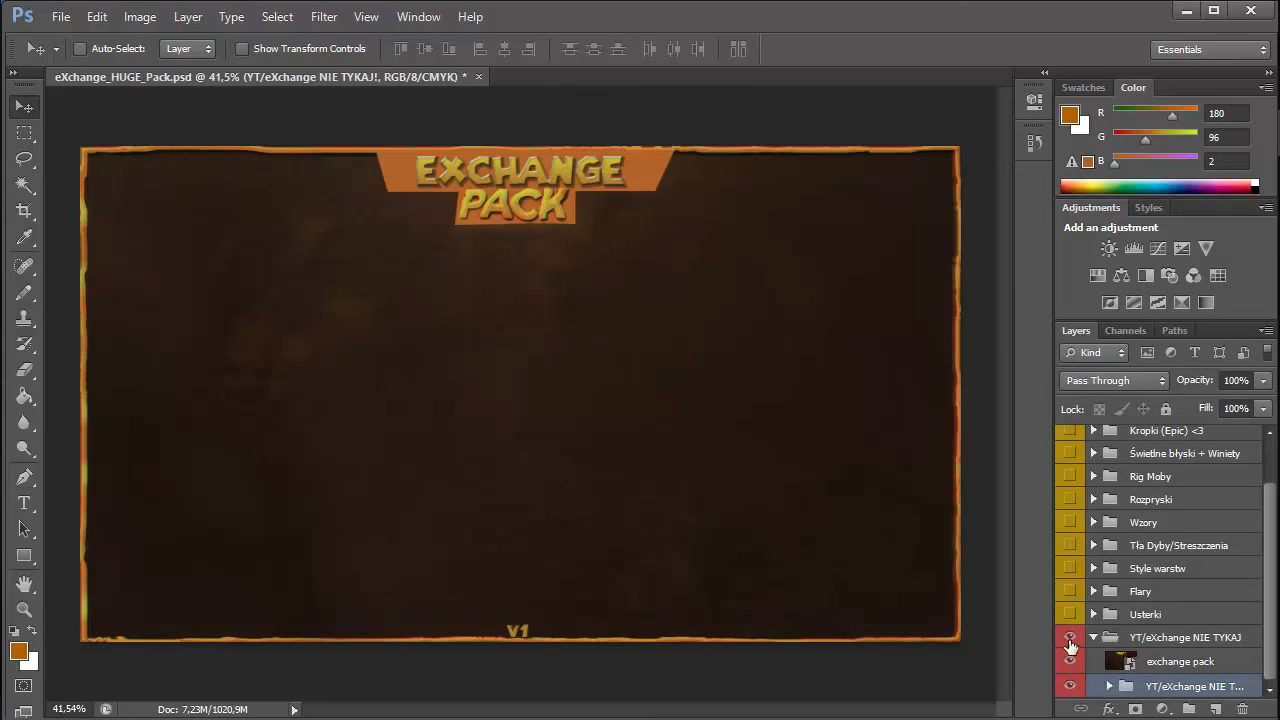 Ps File Edit Image Layer Type Select Filter View Window Help
Auto-Select: Layer Show Transform Controls Essentials
eXchange_HUGE_Pack.psd @ 41,5% (YT/eXchange NIE TYKAJ!, RGB/8/CMYK) *
Swatches Color
R 180
G 96
B 2
EXCHANGE
PACK
V1
Adjustments Styles
Add an adjustment
Layers Channels Paths
Kind
Pass Through Opacity: 100%
Lock: Fill: 100%
Kropki (Epic) <3
Świetlne błyski + Winiety
Rig Moby
Rozpryski
Wzory
Tła Dyby/Streszczenia
Style warstw
Flary
Usterki
YT/eXchange NIE TYKAJ
exchange pack
YT/eXchange NIE T...
41,54% Doc: 7,23M/1020,9M